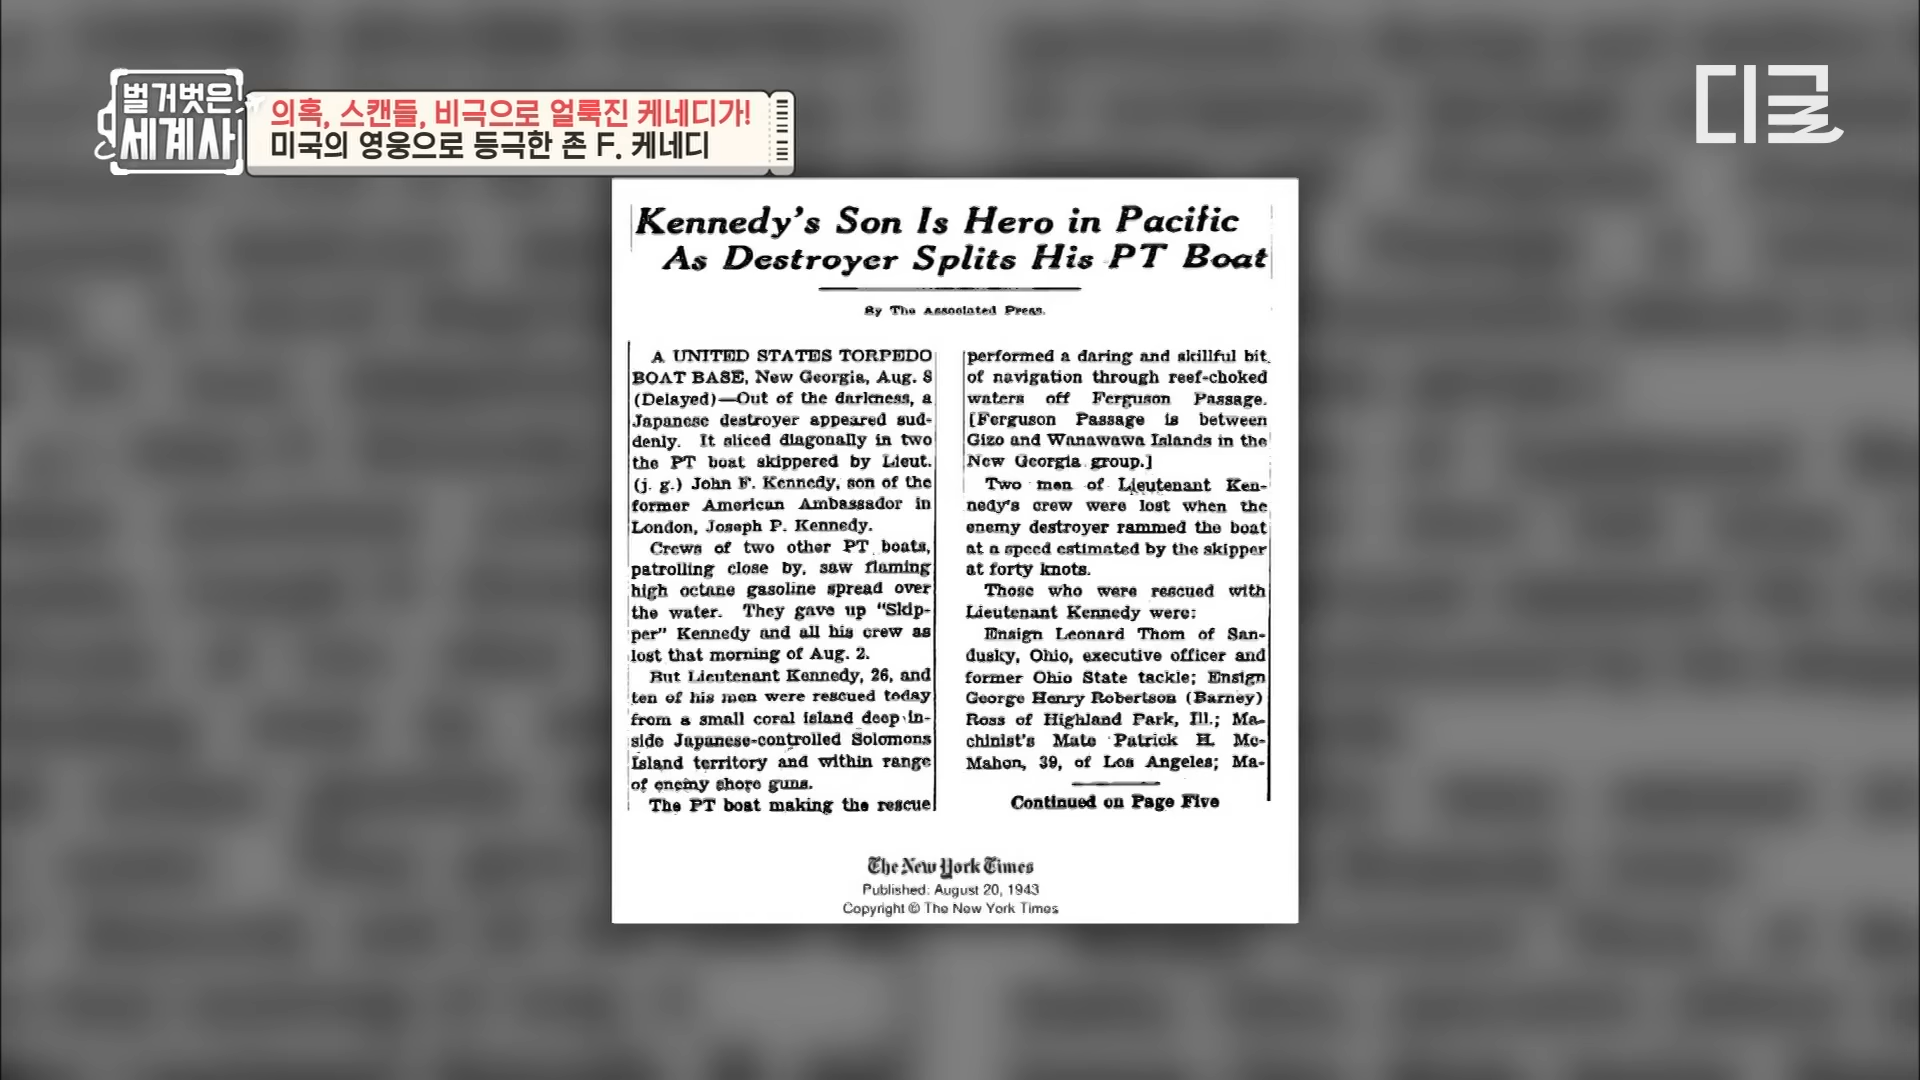 벌거벗은
세계사
의혹, 스캔들, 비극으로 얼룩진 케네디가!
미국의 영웅으로 등극한 존 F. 케네디
디글
Kennedy's Son Is Hero in Pacific
As Destroyer Splits His PT Boat
By The Associated Press.
A UNITED STATES TORPEDO
BOAT BASE, New Georgia, Aug. 8
(Delayed)—Out of the darkness, a
Japanese destroyer appeared sud-
denly. It sliced diagonally in two
the PT boat skippered by Lieut.
(j. g.) John F. Kennedy, son of the
former American Ambassador in
London, Joseph P. Kennedy.
Crews of two other PT boats,
patrolling close by, saw flaming
high octane gasoline spread over
the water. They gave up "Skip-
per" Kennedy and all his crew as
lost that morning of Aug. 2.
But Lieutenant Kennedy, 26, and
ten of his men were rescued today
from a small coral island deep in-
side Japanese-controlled Solomons
Island territory and within range
of enemy shore guns.
The PT boat making the rescue
performed a daring and skillful bit
of navigation through reef-choked
waters off Ferguson Passage.
[Ferguson Passage is between
Gizo and Wanawawa Islands in the
New Georgia group.]
Two men of Lieutenant Ken-
nedy's crew were lost when the
enemy destroyer rammed the boat
at a speed estimated by the skipper
at forty knots.
Those who were rescued with
Lieutenant Kennedy were:
Ensign Leonard Thom of San-
dusky, Ohio, executive officer and
former Ohio State tackle; Ensign
George Henry Robertson (Barney)
Ross of Highland Park, Ill.; Ma-
chinist's Mate Patrick H. Mc-
Mahon, 39, of Los Angeles; Ma-
Continued on Page Five
The New York Times
Published: August 20, 1943
Copyright © The New York Times